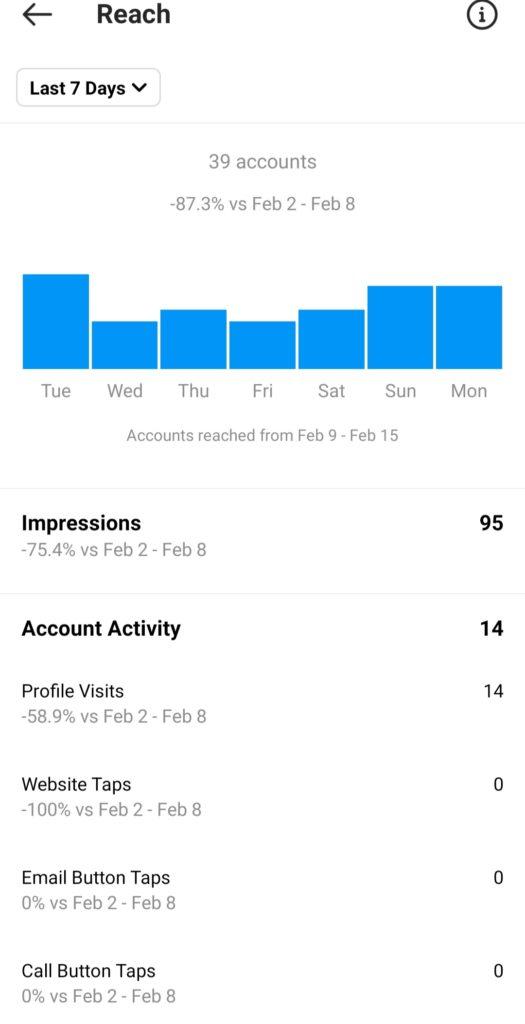 Reach
Last 7 Days
39 accounts
-87.3% vs Feb 2 - Feb 8
Tue Wed Thu Fri Sat Sun Mon
Accounts reached from Feb 9 - Feb 15
Impressions 95
-75.4% vs Feb 2 - Feb 8
Account Activity 14
Profile Visits 14
-58.9% vs Feb 2 - Feb 8
Website Taps 0
-100% vs Feb 2 - Feb 8
Email Button Taps 0
0% vs Feb 2 - Feb 8
Call Button Taps 0
0% vs Feb 2 - Feb 8